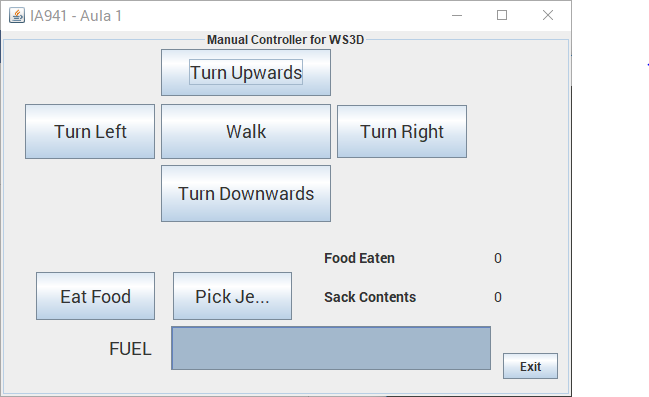 IA941 - Aula 1
Manual Controller for WS3D
Turn Upwards
Turn Left
Walk
Turn Right
Turn Downwards
Food Eaten 0
Eat Food
Pick Je...
Sack Contents 0
FUEL
Exit